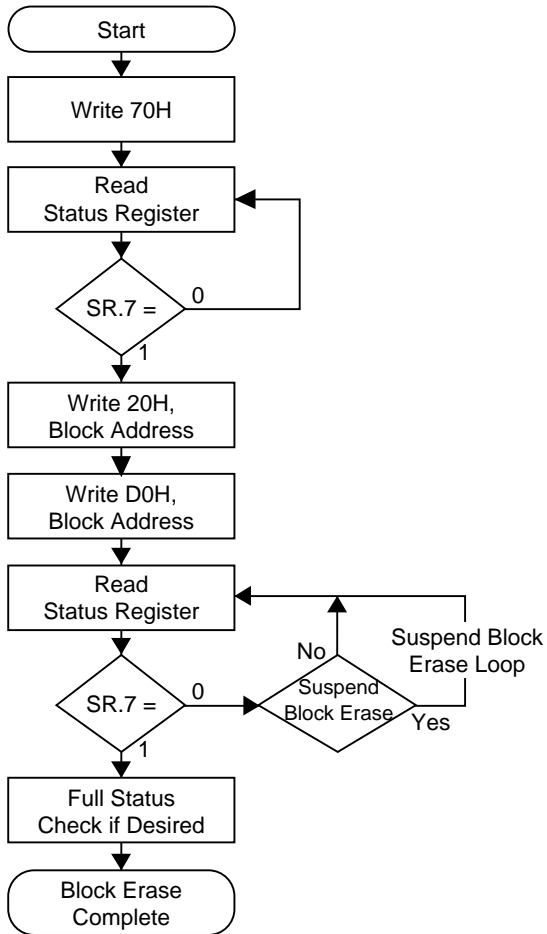 Start
Write 70H
Read
Status Register
SR.7 =
0
1
Write 20H,
Block Address
Write D0H,
Block Address
Read
Status Register
SR.7 =
0
1
No
Suspend
Block Erase
Yes
Suspend Block
Erase Loop
Full Status
Check if Desired
Block Erase
Complete